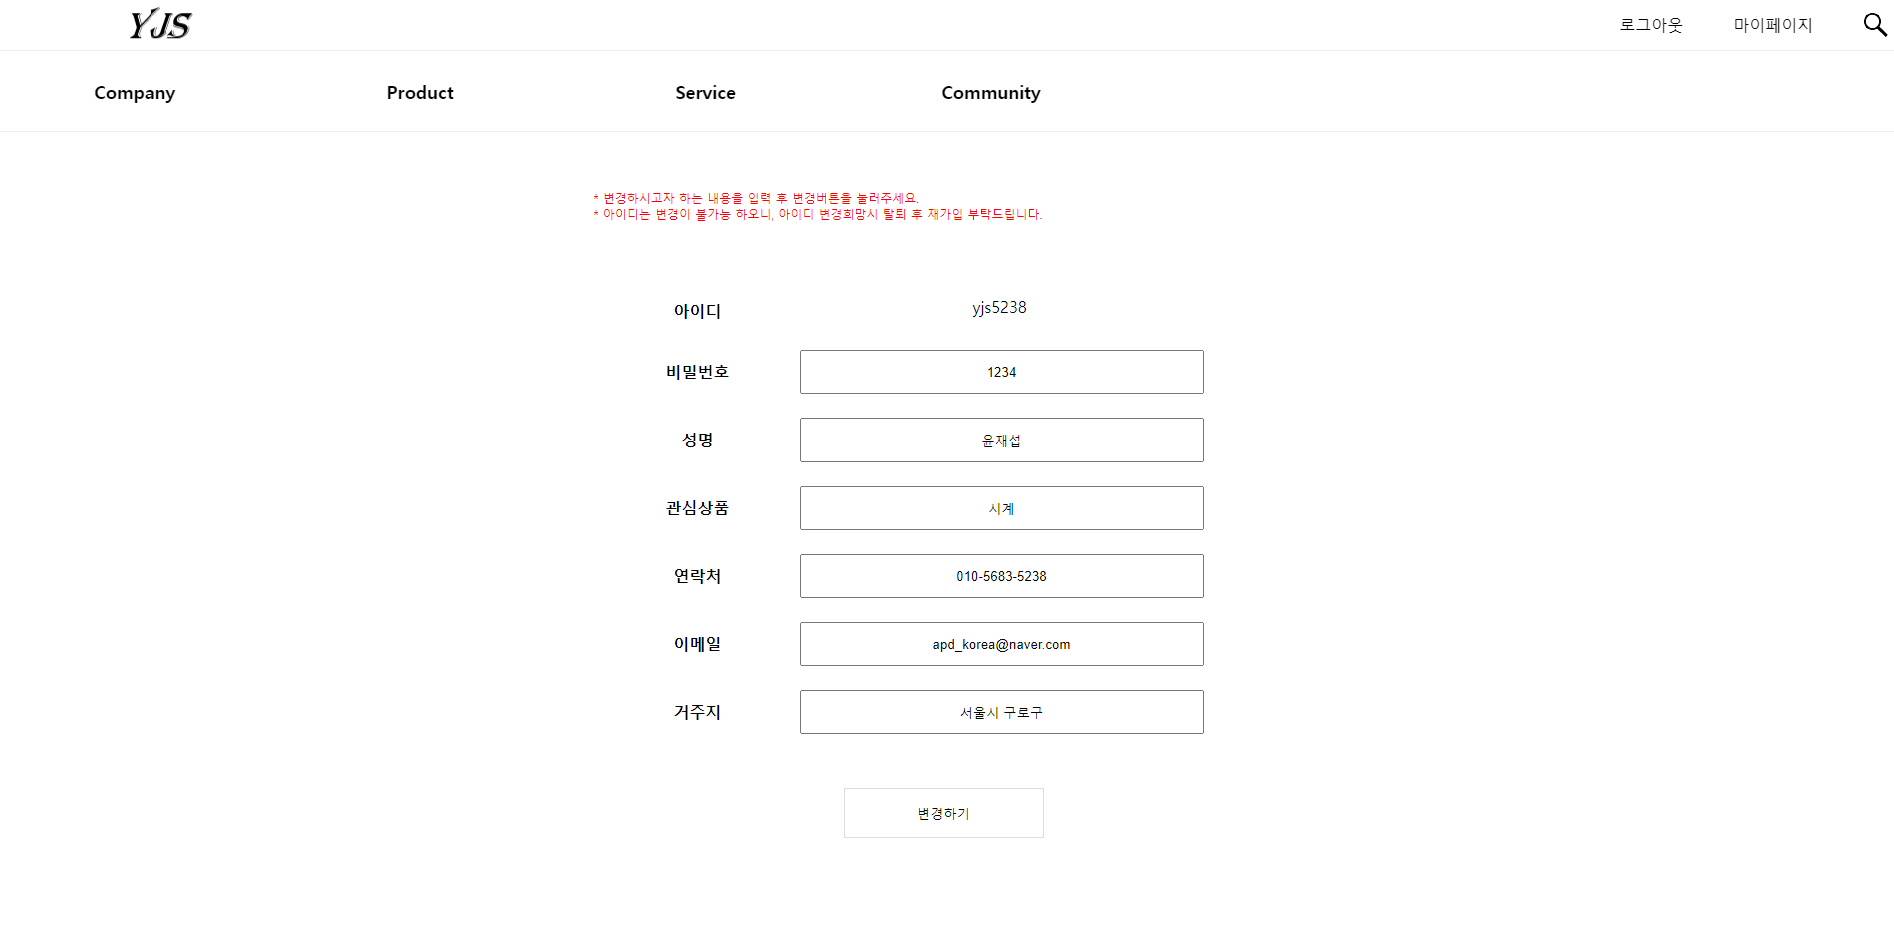 YJS
로그아웃 마이페이지
Company Product Service Community
* 변경하시고자 하는 내용을 입력 후 변경버튼을 눌러주세요.
* 아이디는 변경이 불가능 하오니, 아이디 변경희망시 탈퇴 후 재가입 부탁드립니다.
아이디 yjs5238
비밀번호 1234
성명 윤재섭
관심상품 시계
연락처 010-5683-5238
이메일 apd_korea@naver.com
거주지 서울시 구로구
변경하기